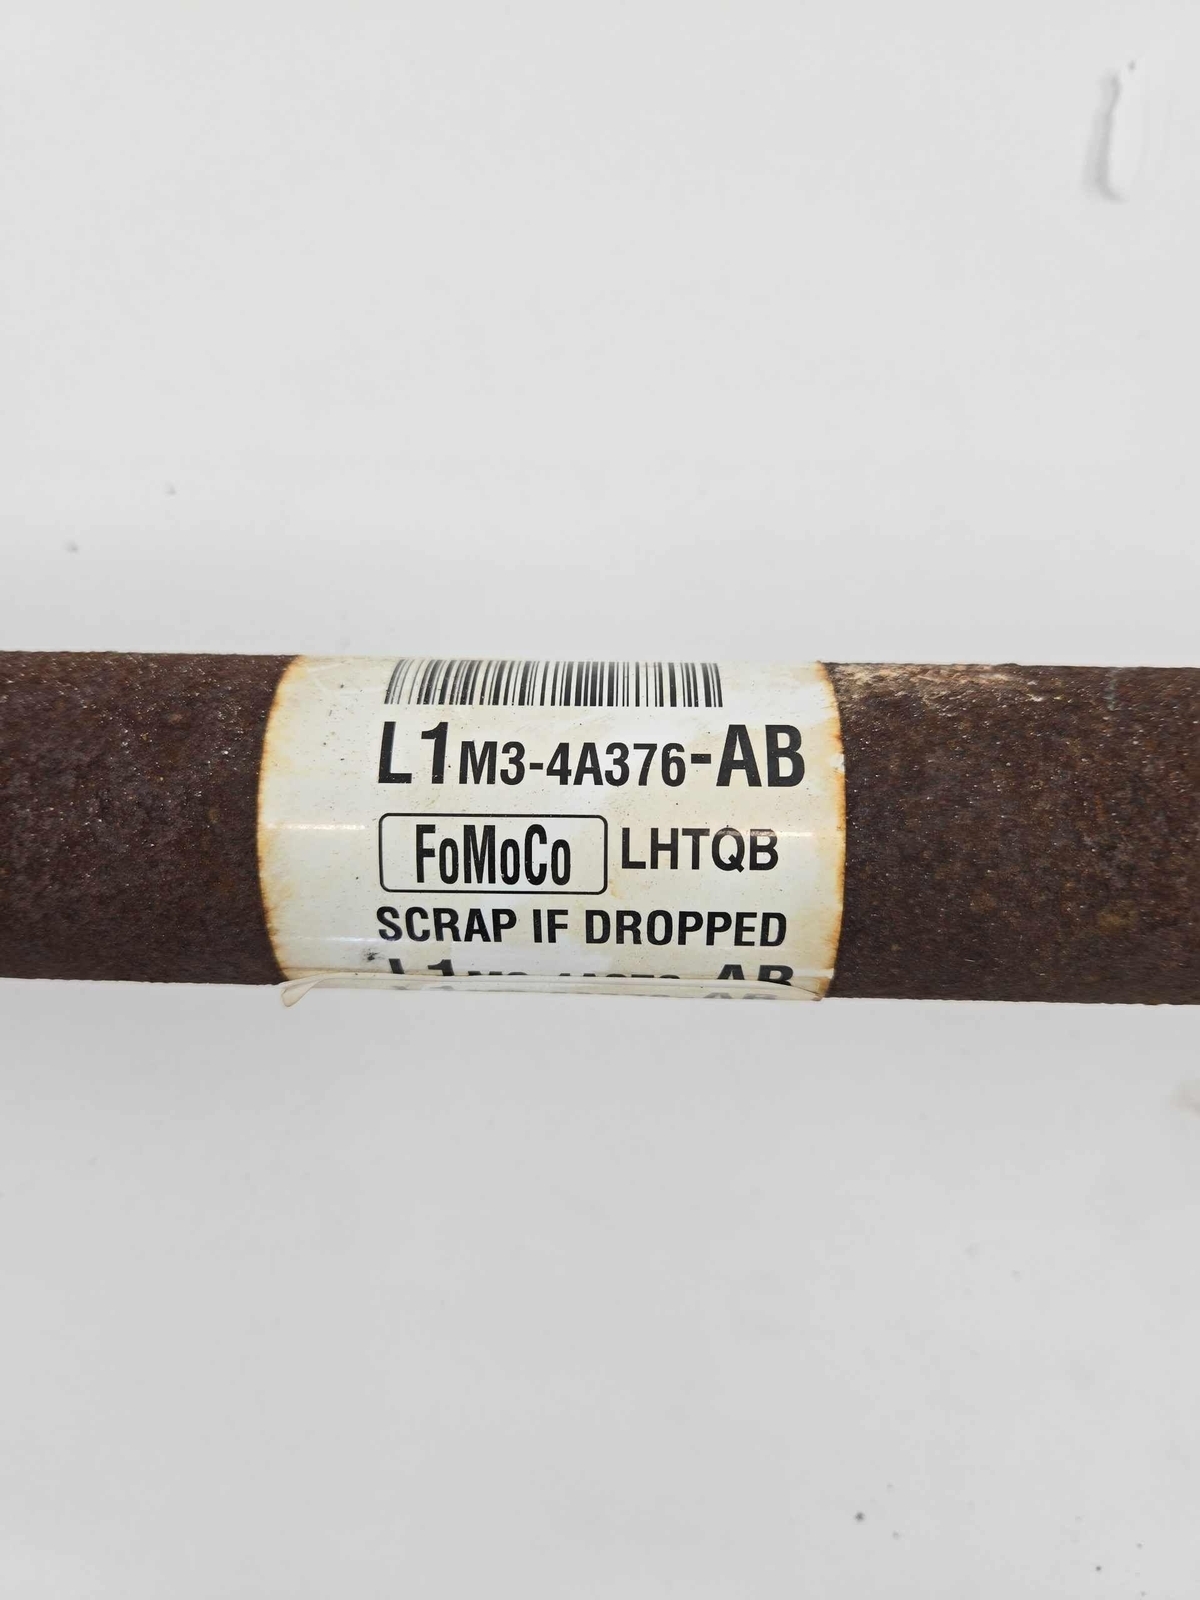 L1M3-4A376-AB
FoMoCo LHTQB
SCRAP IF DROPPED